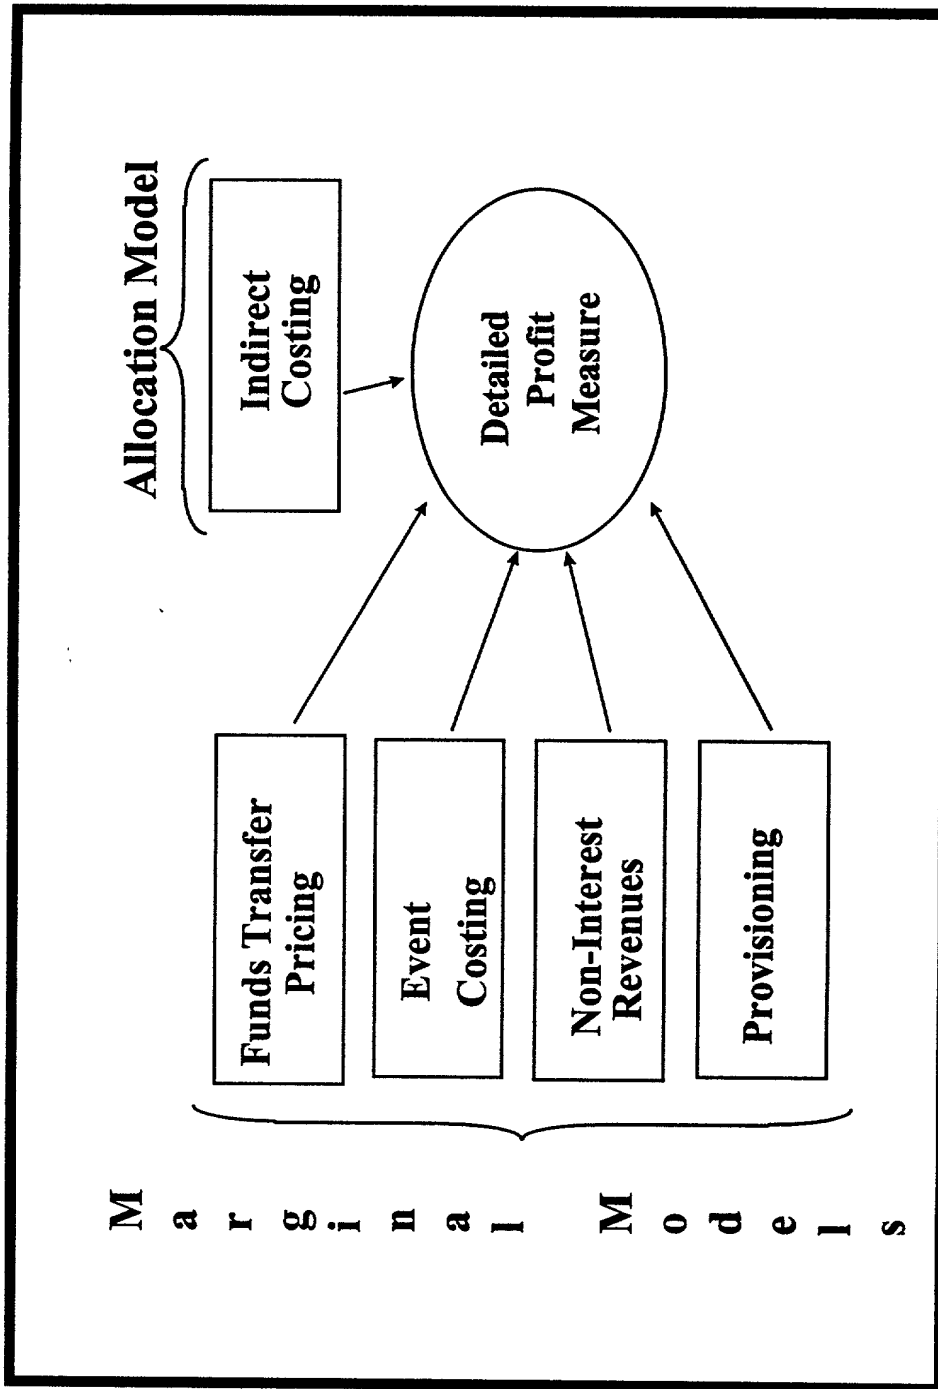 Allocation Model
Indirect
Costing
Funds Transfer
Pricing
Event
Costing
Non-Interest
Revenues
Provisioning
Detailed
Profit
Measure
Marginal Models